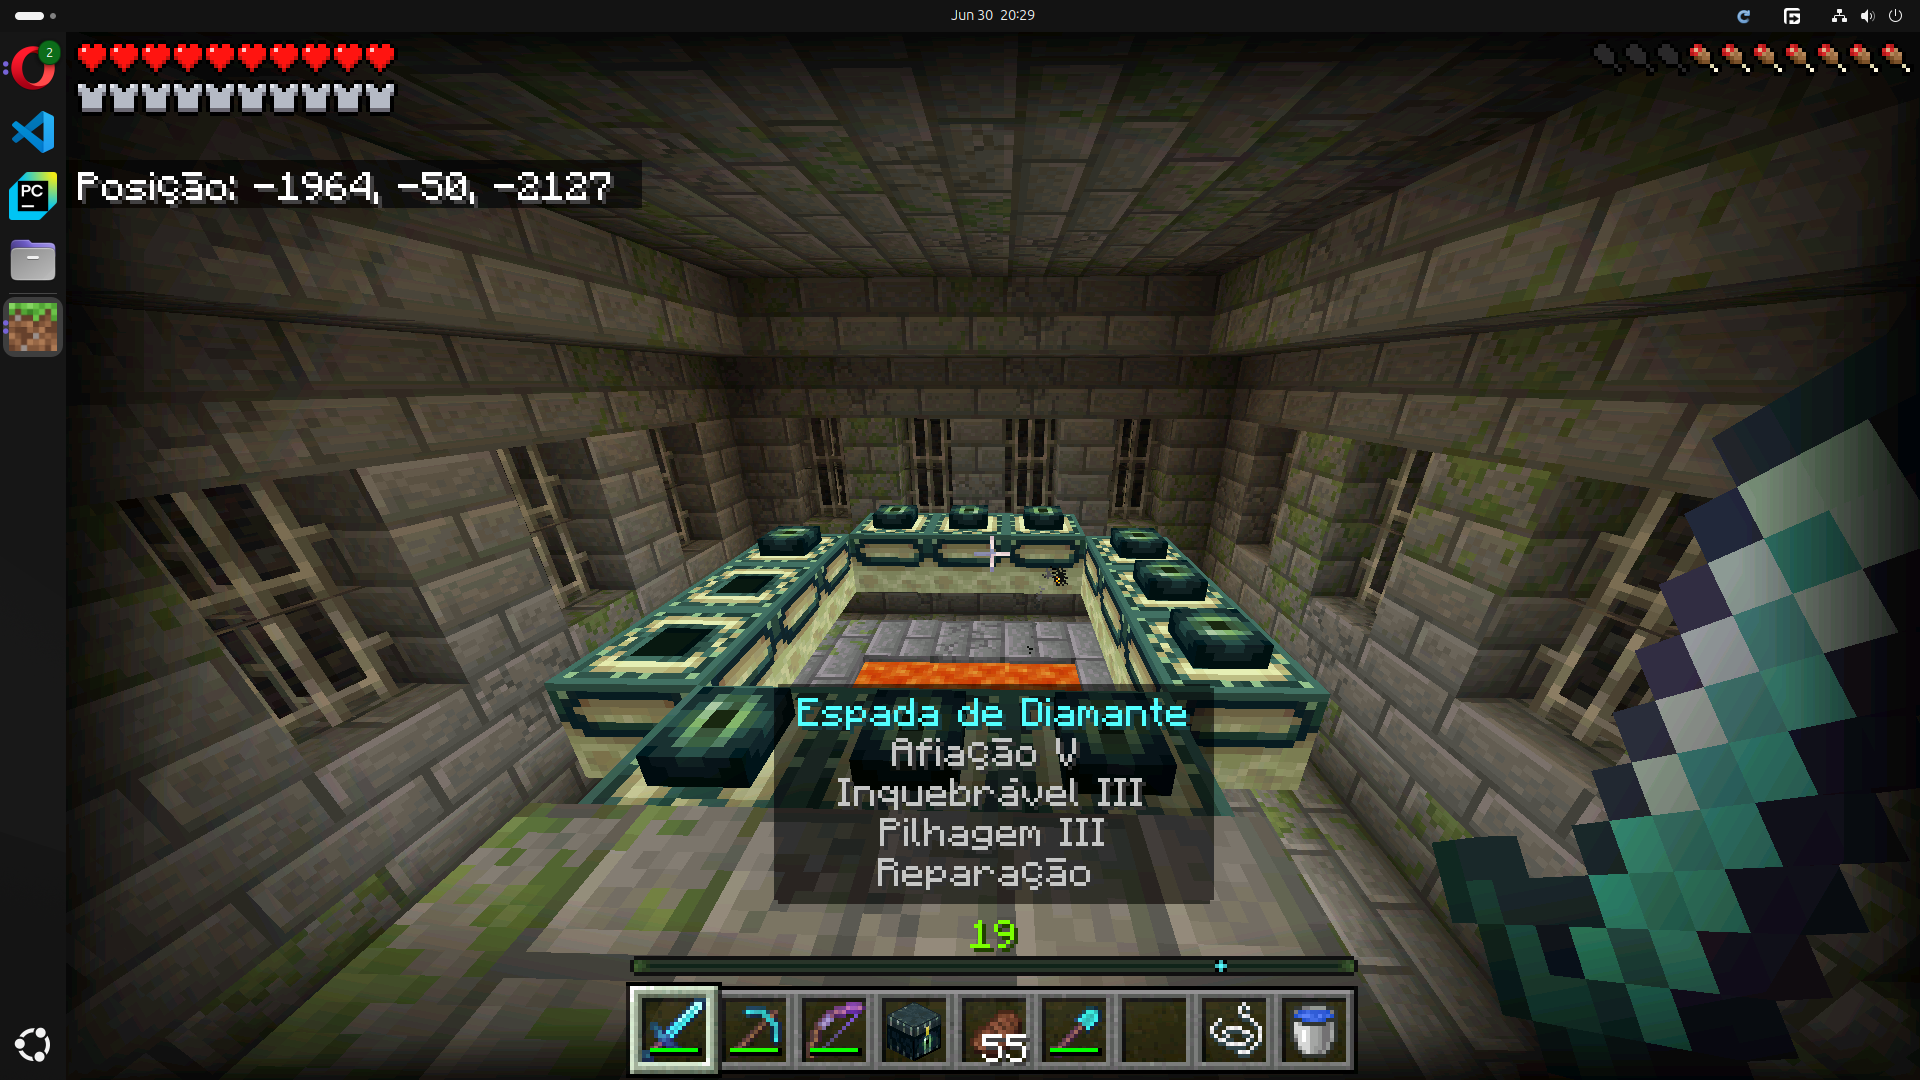 Jun 30 20:29
2
PC
Posição: -1964, -50, -2127
Espada de Diamante
Afiação V
Inquebrável III
Pilhagem III
Reparação
19
55